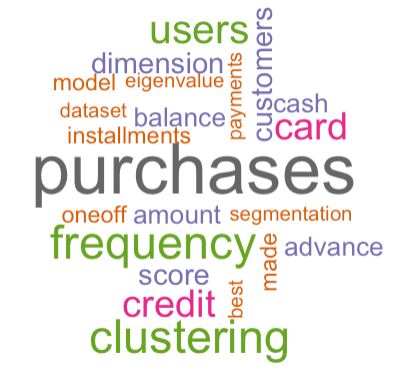 users
customers
dimension
payments
model eigenvalue
cash
dataset
balance
card
installments
purchases
oneoff amount segmentation
frequency
made
advance
score
best
credit
clustering